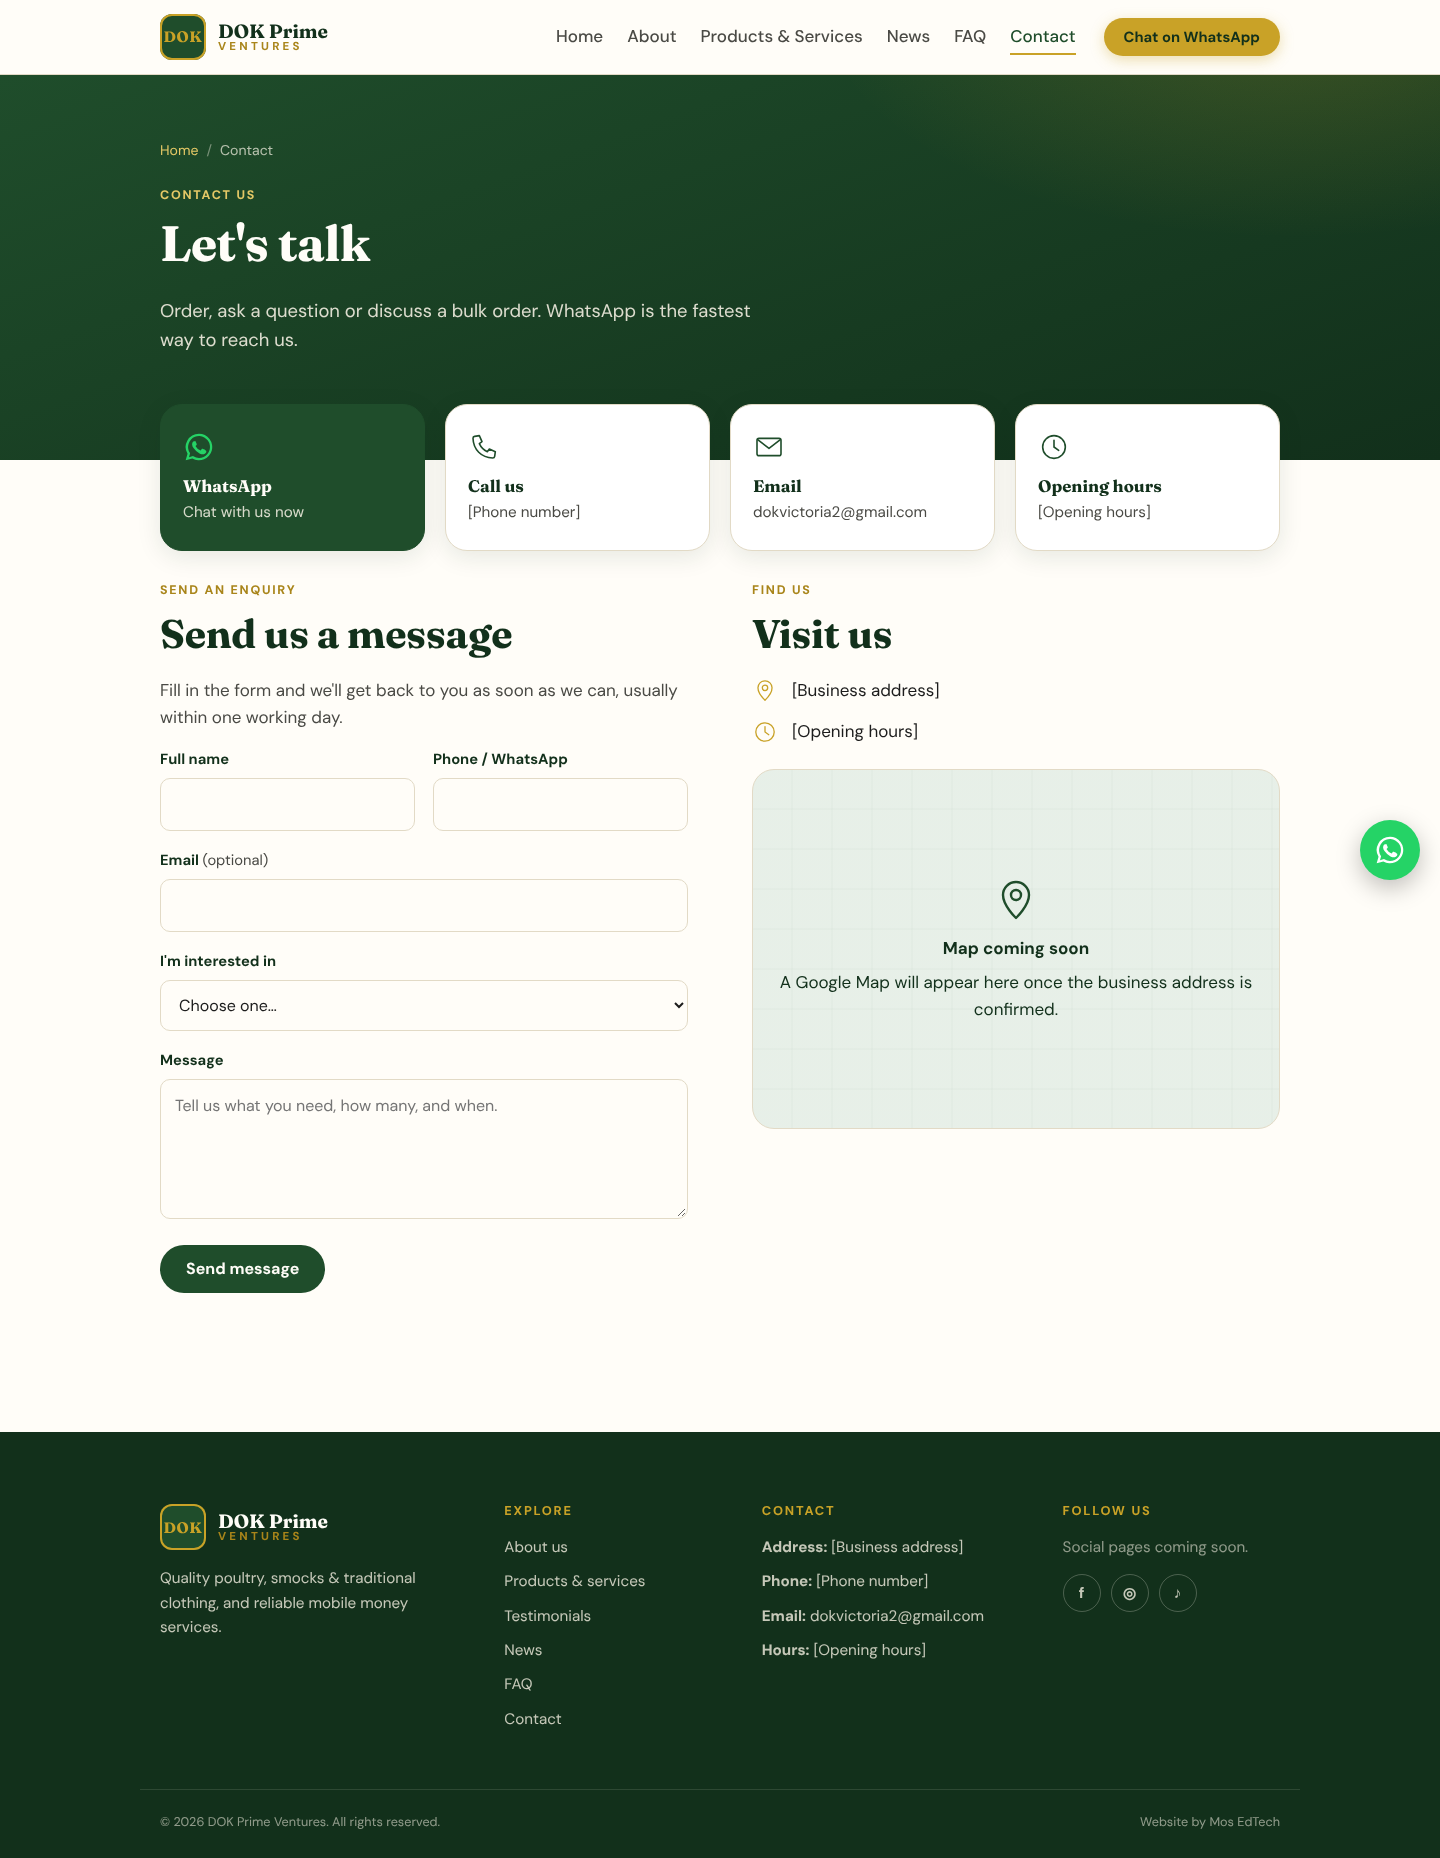 DOK
DOK Prime
VENTURES
Home
About
Products & Services
News
FAQ
Contact
Chat on WhatsApp
Home / Contact
CONTACT US
Let's talk
Order, ask a question or discuss a bulk order. WhatsApp is the fastest
way to reach us.
WhatsApp
Chat with us now
Call us
[Phone number]
Email
dokvictoria2@gmail.com
Opening hours
[Opening hours]
SEND AN ENQUIRY
Send us a message
Fill in the form and we'll get back to you as soon as we can, usually
within one working day.
Full name
Phone / WhatsApp
Email (optional)
I'm interested in
Choose one...
Message
Tell us what you need, how many, and when.
Send message
FIND US
Visit us
[Business address]
[Opening hours]
Map coming soon
A Google Map will appear here once the business address is
confirmed.
DOK
DOK Prime
VENTURES
Quality poultry, smocks & traditional
clothing, and reliable mobile money
services.
EXPLORE
About us
Products & services
Testimonials
News
FAQ
Contact
CONTACT
Address: [Business address]
Phone: [Phone number]
Email: dokvictoria2@gmail.com
Hours: [Opening hours]
FOLLOW US
Social pages coming soon.
f ◎ ♪
© 2026 DOK Prime Ventures. All rights reserved.
Website by Mos EdTech